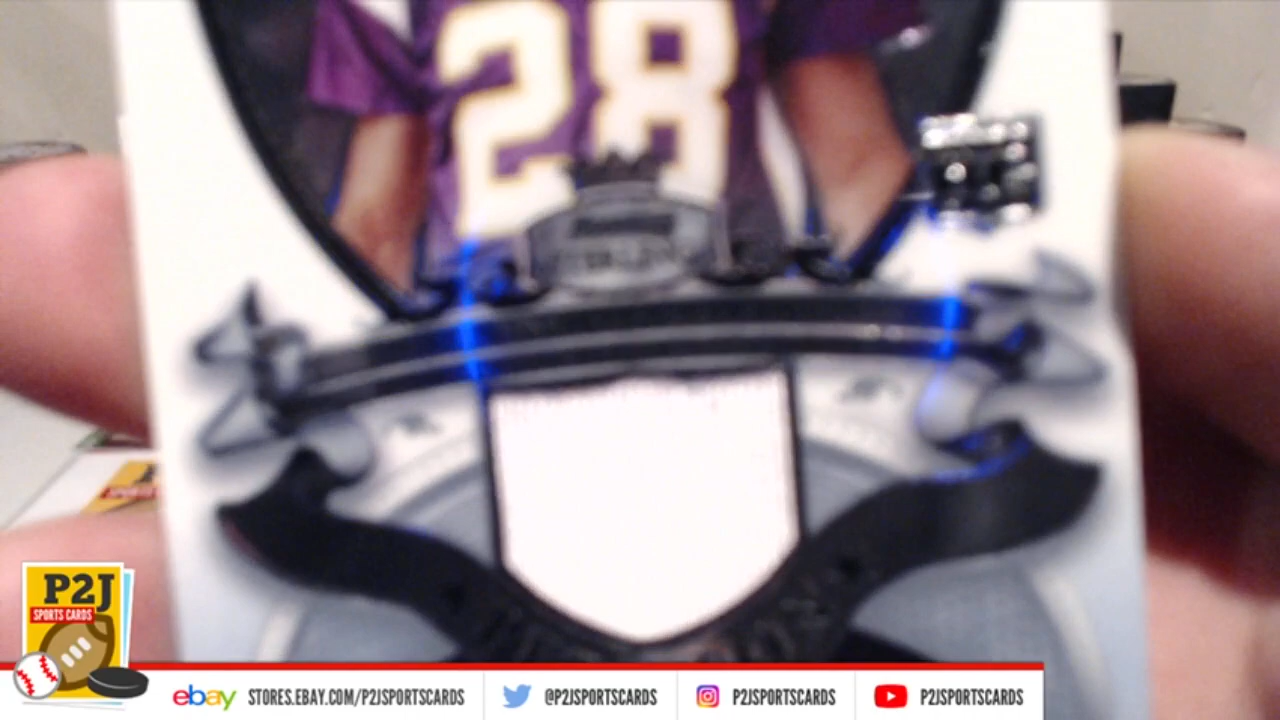 28
P2J
SPORTS CARDS
ebay STORES.EBAY.COM/P2JSPORTSCARDS
@P2JSPORTSCARDS
P2JSPORTSCARDS
P2JSPORTSCARDS